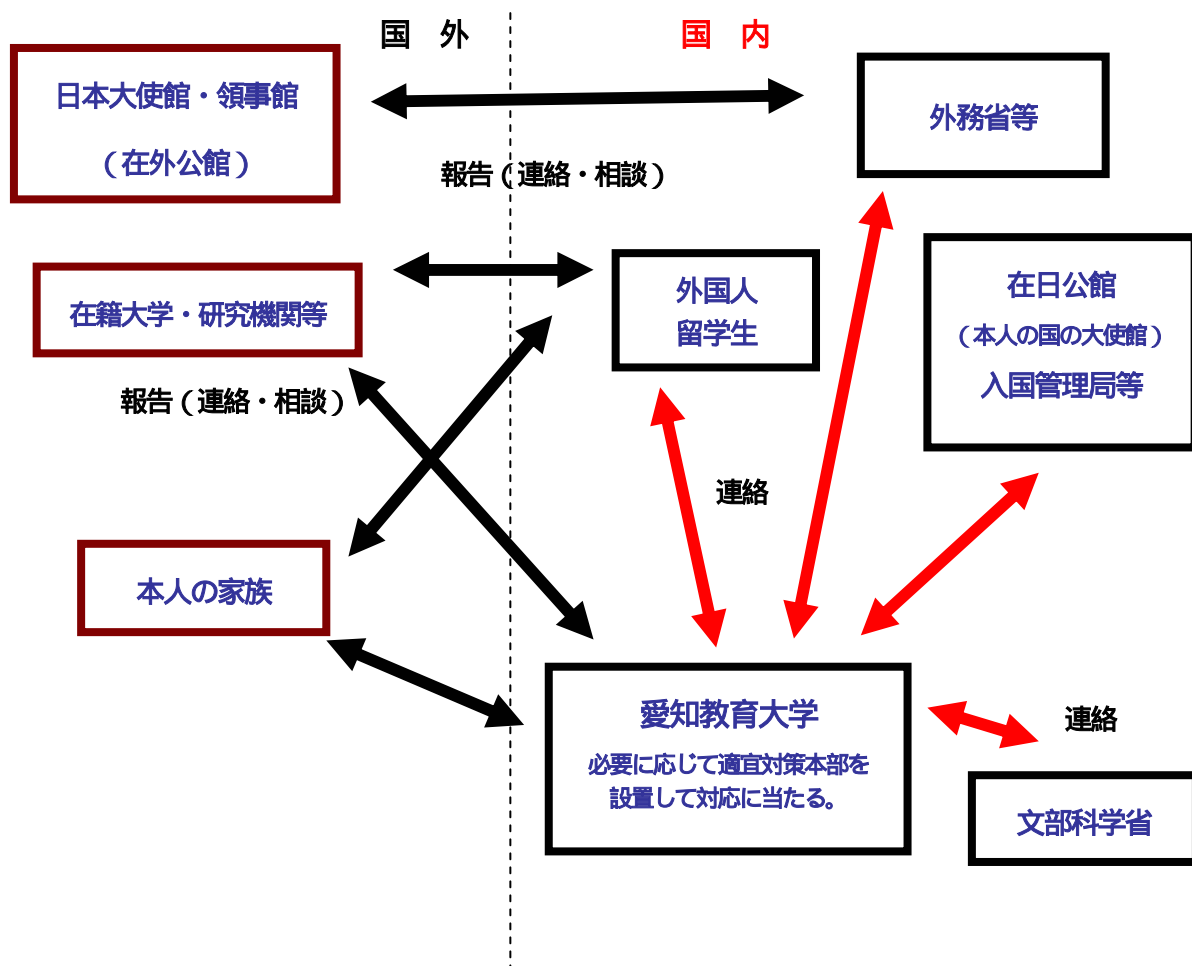 国　外
国　内
日本大使館・領事館
（在外公館）
外務省等
報告（連絡・相談）
在籍大学・研究機関等
外国人
留学生
在日公館
（本人の国の大使館）
入国管理局等
報告（連絡・相談）
連絡
本人の家族
愛知教育大学
必要に応じて適宜対策本部を
設置して対応に当たる。
連絡
文部科学省